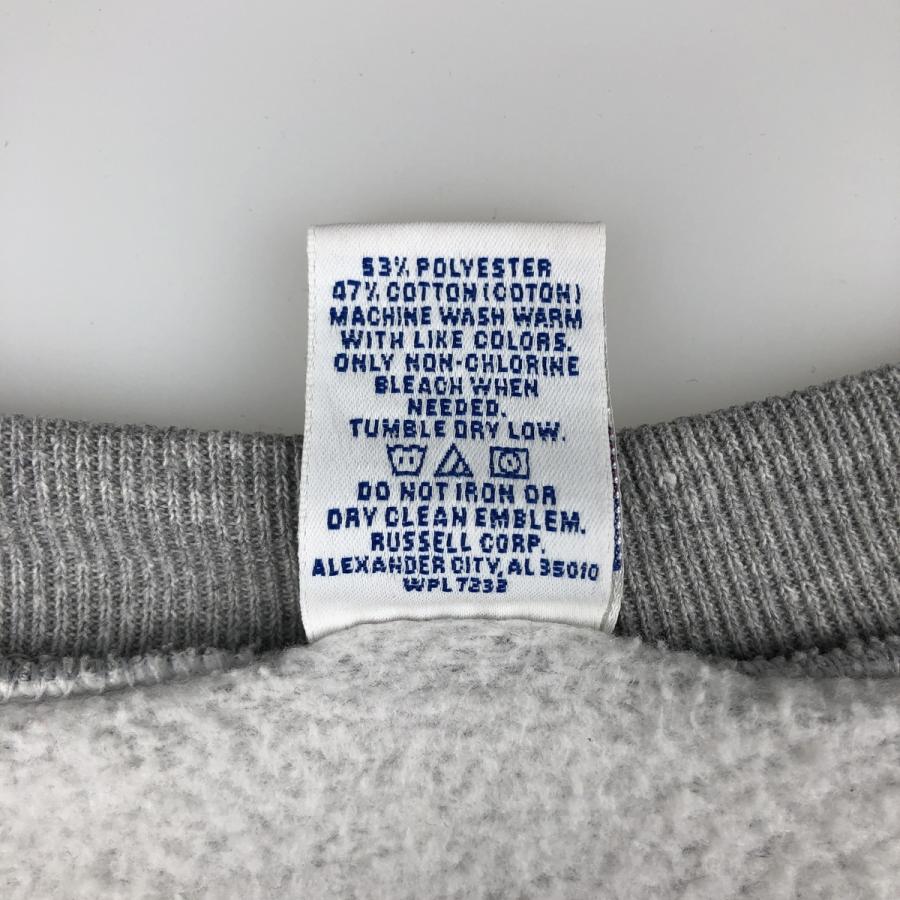 53% POLYESTER
47% COTTON (COTON)
MACHINE WASH WARM
WITH LIKE COLORS.
ONLY NON-CHLORINE
BLEACH WHEN
NEEDED.
TUMBLE DRY LOW.
DO NOT IRON OR
DRY CLEAN EMBLEM.
RUSSELL CORP.
ALEXANDER CITY, AL 35010
WPL 7232